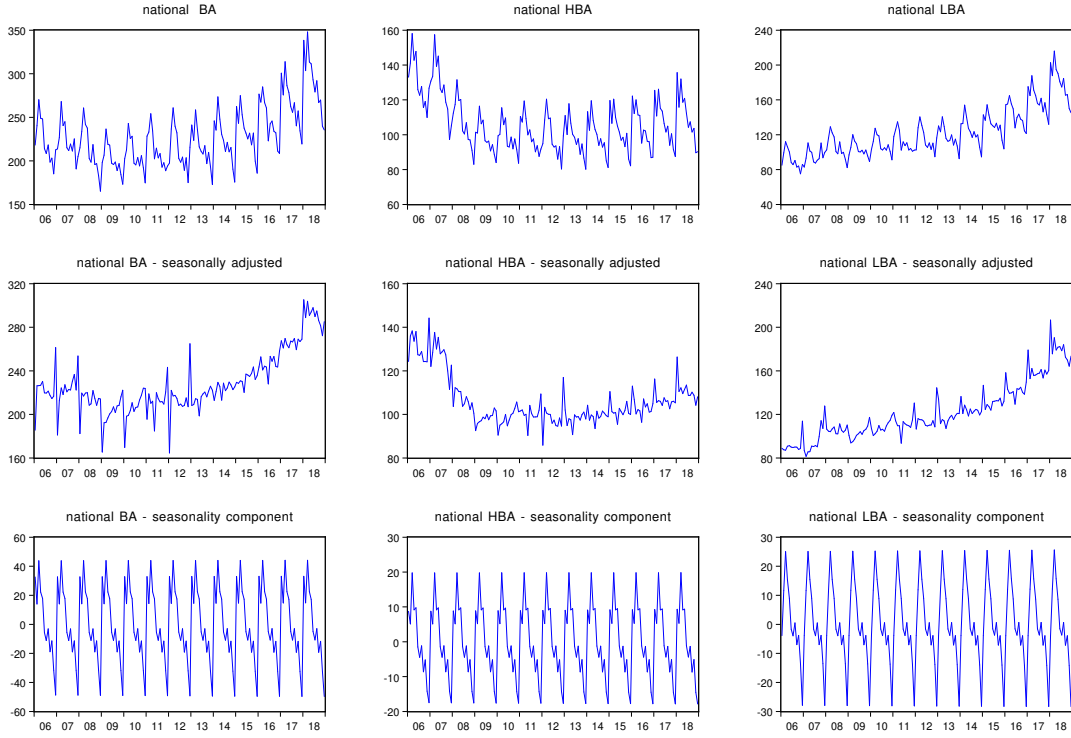 national BA
350
300
250
200
150
06 07 08 09 10 11 12 13 14 15 16 17 18
national HBA
160
140
120
100
80
60
06 07 08 09 10 11 12 13 14 15 16 17 18
national LBA
240
200
160
120
80
40
06 07 08 09 10 11 12 13 14 15 16 17 18
national BA - seasonally adjusted
320
280
240
200
160
06 07 08 09 10 11 12 13 14 15 16 17 18
national HBA - seasonally adjusted
160
140
120
100
80
06 07 08 09 10 11 12 13 14 15 16 17 18
national LBA - seasonally adjusted
240
200
160
120
80
06 07 08 09 10 11 12 13 14 15 16 17 18
national BA - seasonality component
60
40
20
0
-20
-40
-60
06 07 08 09 10 11 12 13 14 15 16 17 18
national HBA - seasonality component
30
20
10
0
-10
-20
06 07 08 09 10 11 12 13 14 15 16 17 18
national LBA - seasonality component
30
20
10
0
-10
-20
-30
06 07 08 09 10 11 12 13 14 15 16 17 18